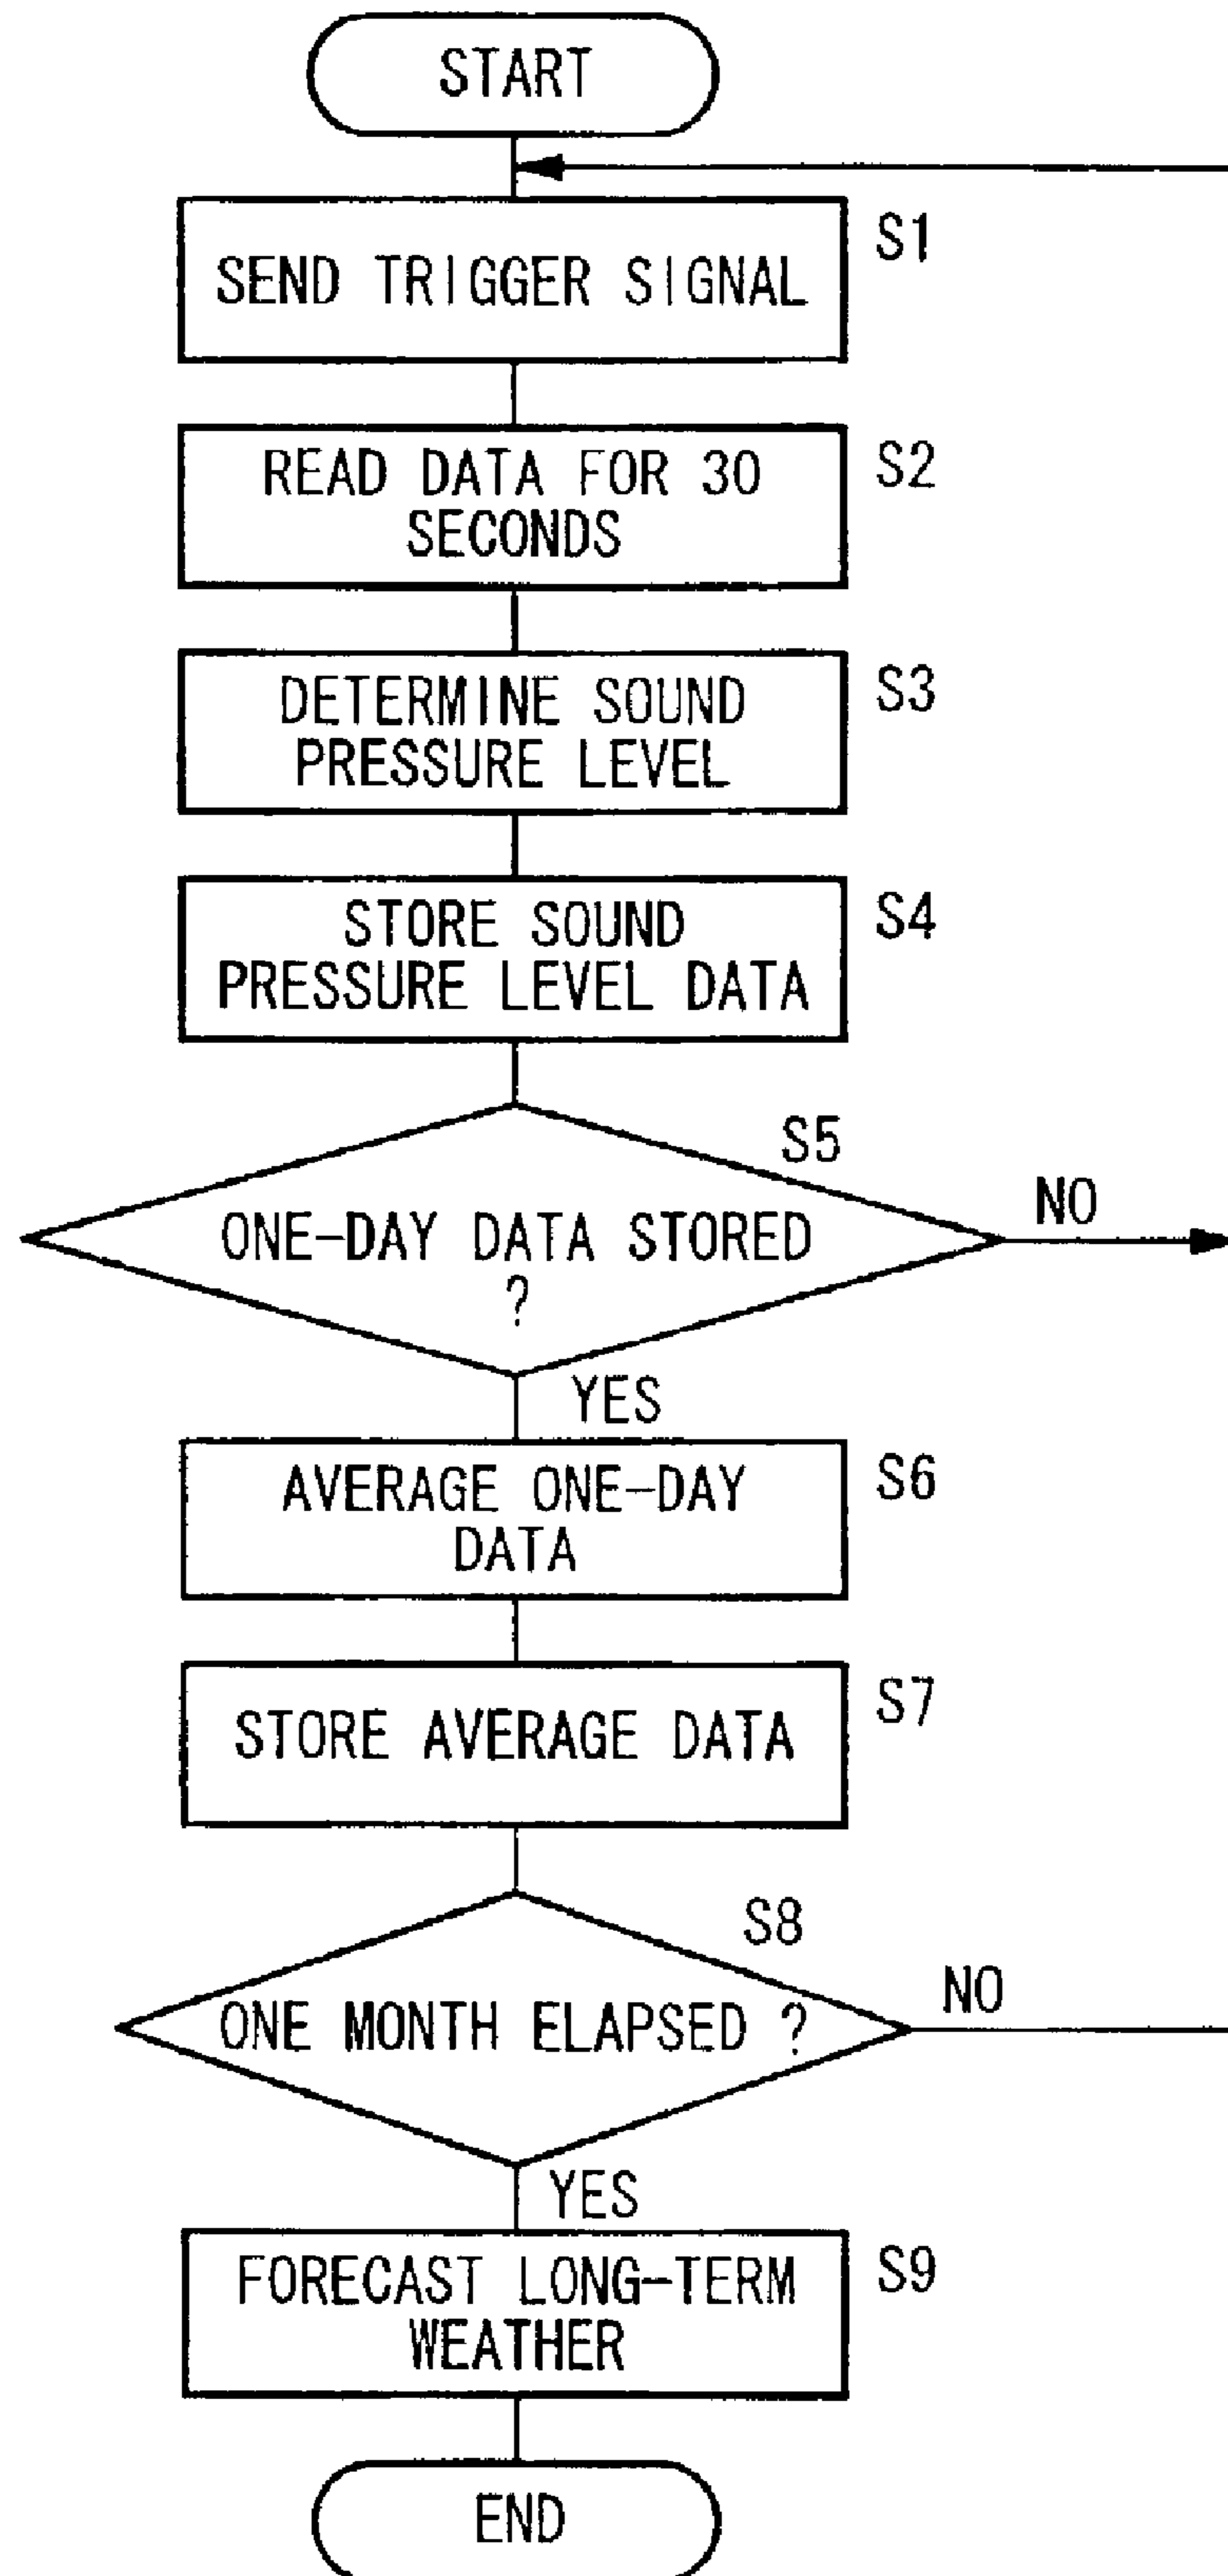 START
SEND TRIGGER SIGNAL
S1
READ DATA FOR 30
SECONDS
S2
DETERMINE SOUND
PRESSURE LEVEL
S3
STORE SOUND
PRESSURE LEVEL DATA
S4
S5
ONE-DAY DATA STORED
?
NO
YES
AVERAGE ONE-DAY
DATA
S6
STORE AVERAGE DATA
S7
S8
ONE MONTH ELAPSED ?
NO
YES
FORECAST LONG-TERM
WEATHER
S9
END